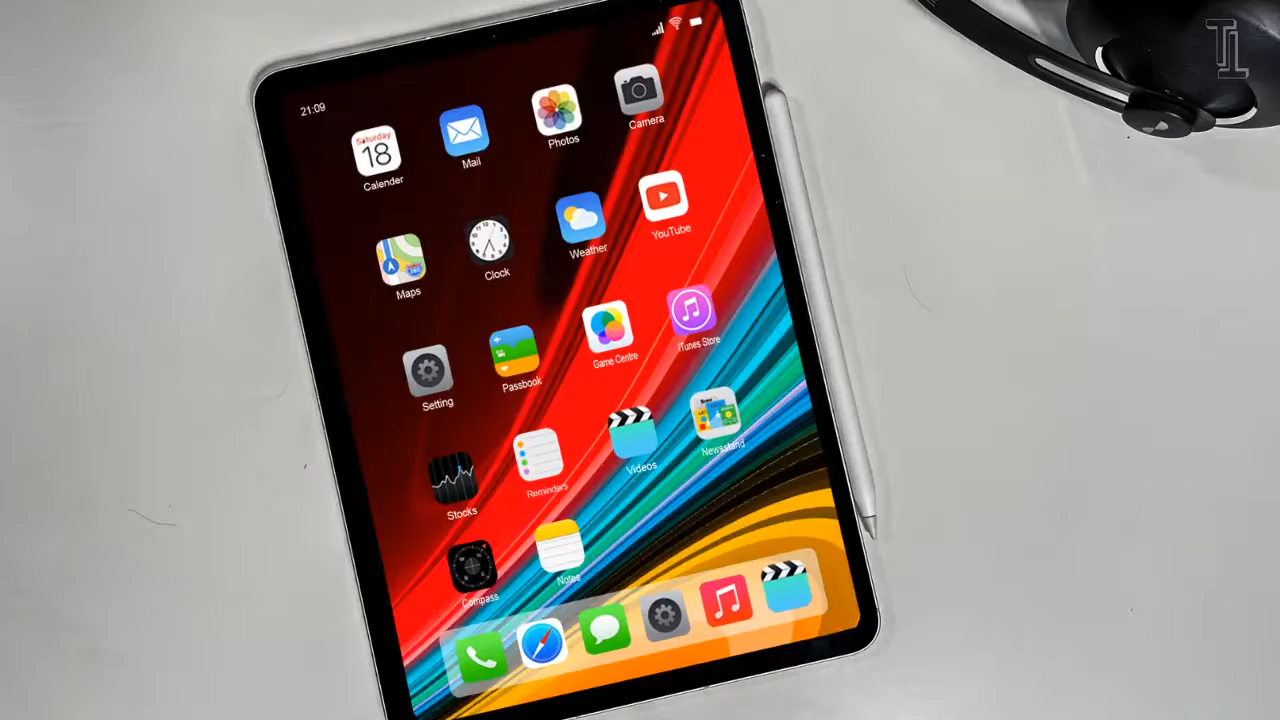 21:09
Saturday
18
Calender
Mail
Photos
Camera
Maps
Clock
Weather
YouTube
Setting
Passbook
Game Centre
iTunes Store
Stocks
Reminders
Videos
Newsstand
Compass
Notes